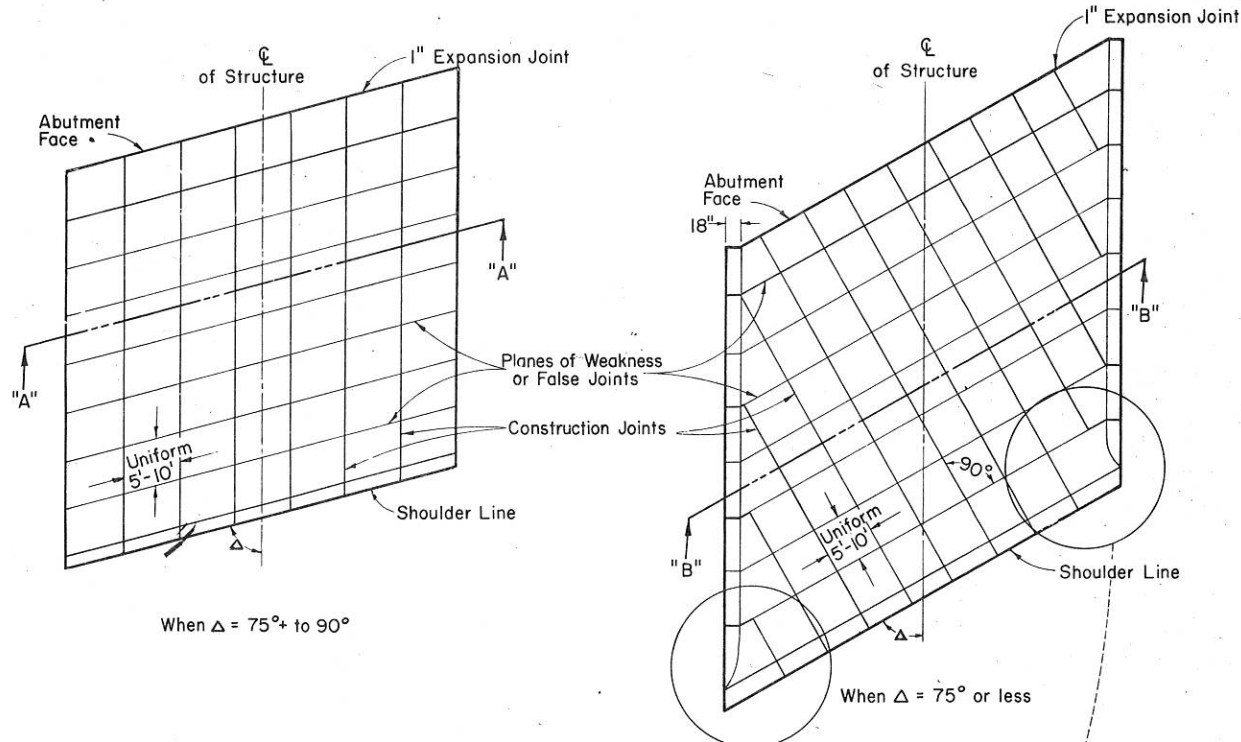 ℄
of Structure
1" Expansion Joint
Abutment
Face
"A"
"A"
Uniform
5'-10'
Δ
Shoulder Line
When Δ = 75°+ to 90°
Planes of Weakness
or False Joints
Construction Joints
1" Expansion Joint
℄
of Structure
Abutment
Face
18"
"B"
"B"
90°
Uniform
5'-10'
Δ
Shoulder Line
When Δ = 75° or less